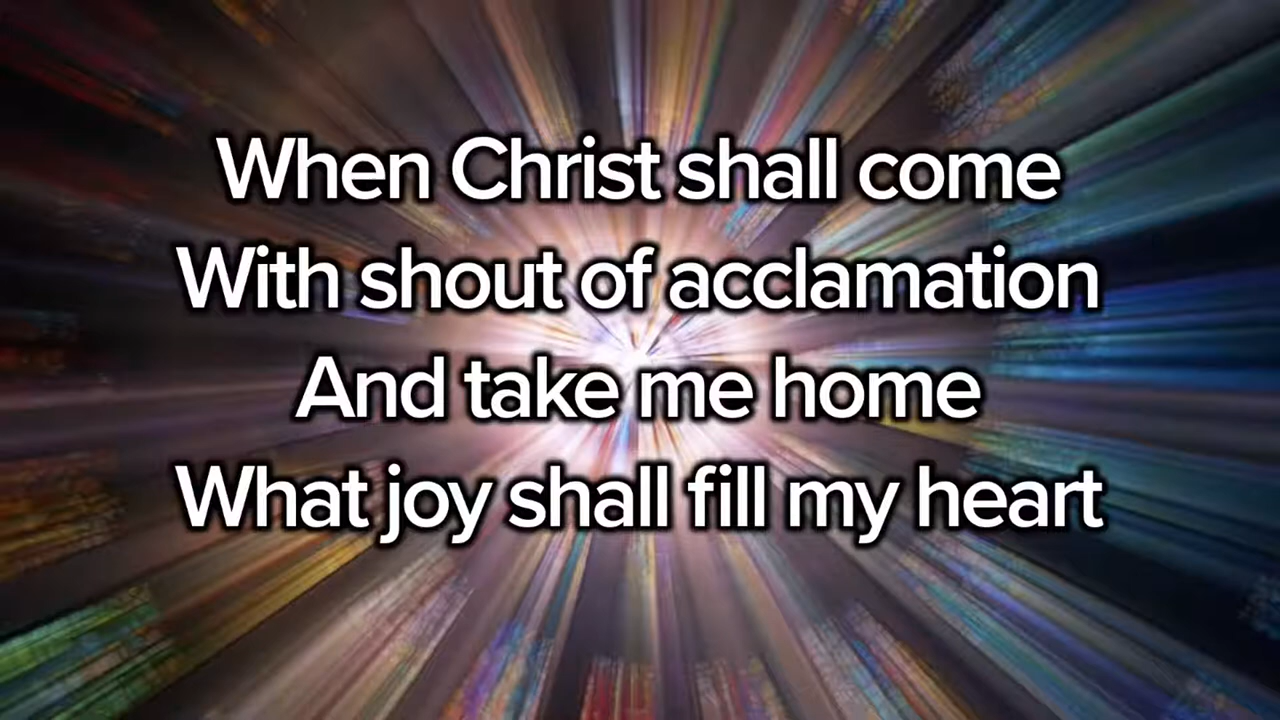 When Christ shall come
With shout of acclamation
And take me home
What joy shall fill my heart